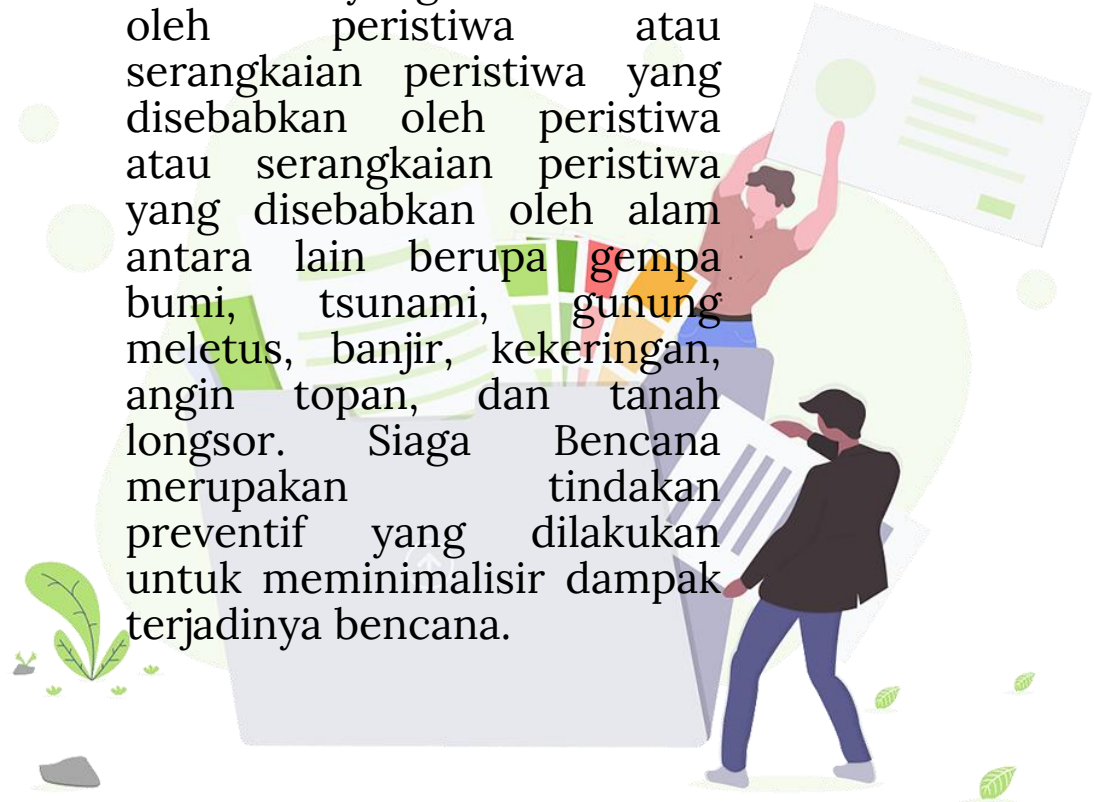 oleh peristiwa atau
serangkaian peristiwa yang
disebabkan oleh peristiwa
atau serangkaian peristiwa
yang disebabkan oleh alam
antara lain berupa gempa
bumi, tsunami, gunung
meletus, banjir, kekeringan,
angin topan, dan tanah
longsor. Siaga Bencana
merupakan tindakan
preventif yang dilakukan
untuk meminimalisir dampak
terjadinya bencana.